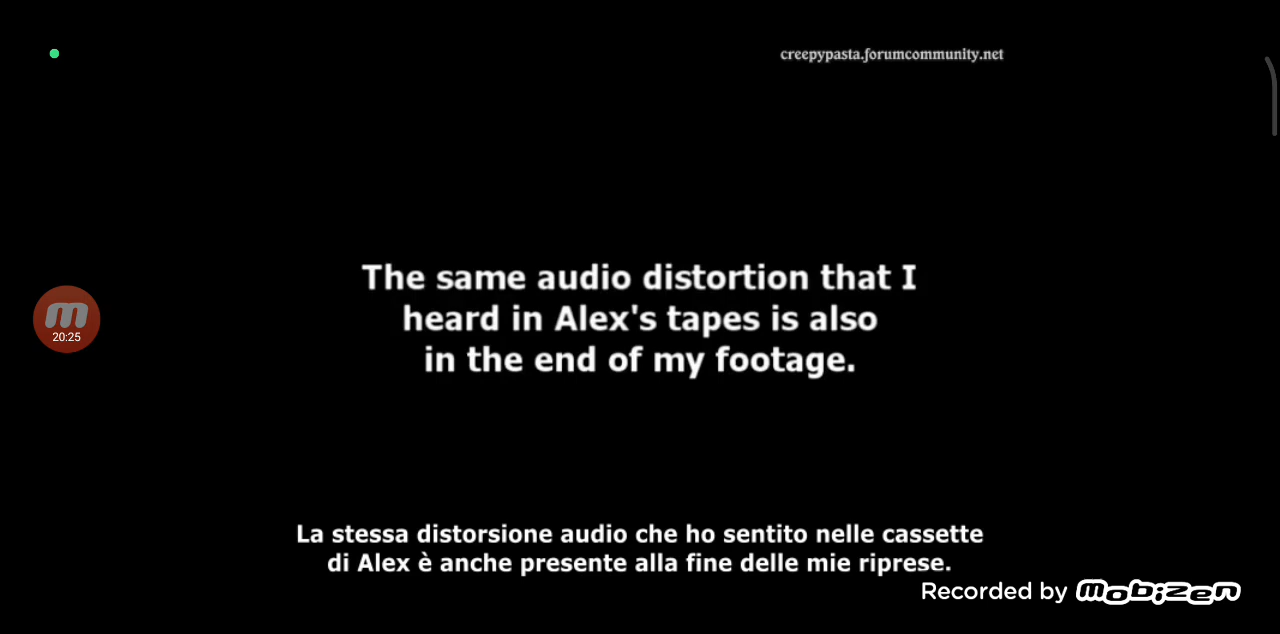 creepypasta.forumcommunity.net
The same audio distortion that I
heard in Alex's tapes is also
in the end of my footage.
m
20:25
La stessa distorsione audio che ho sentito nelle cassette
di Alex è anche presente alla fine delle mie riprese.
Recorded by mobizen